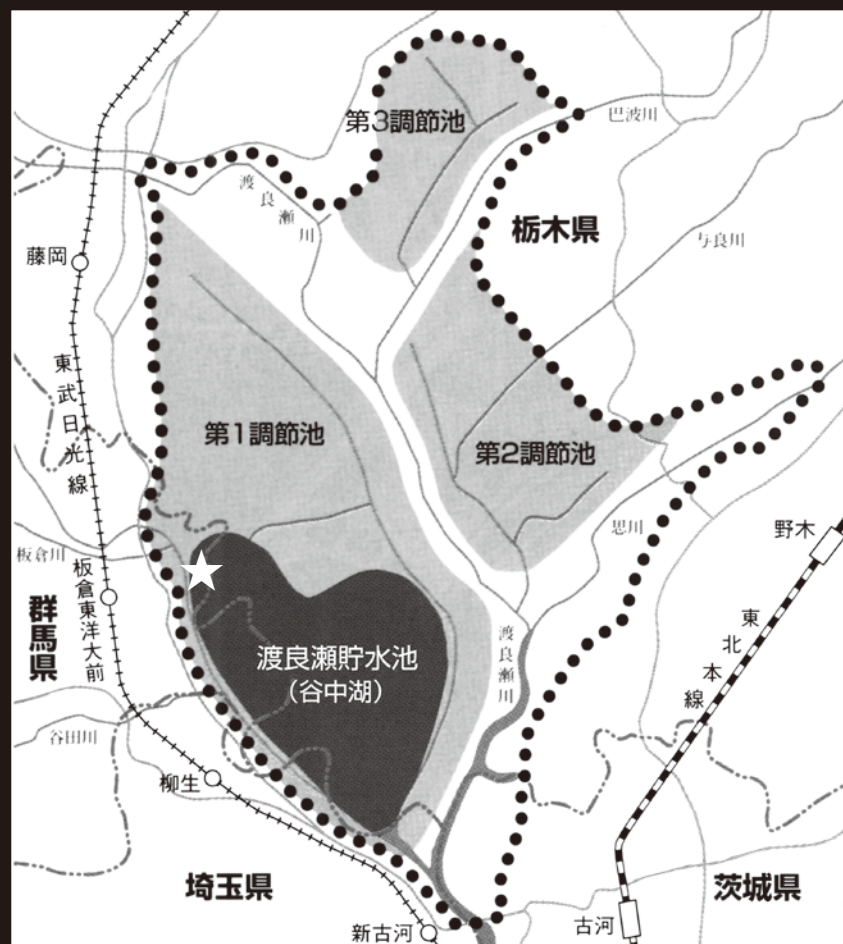 第3調節池
巴波川
渡良瀬川
栃木県
与良川
藤岡
東武日光線
第1調節池
第2調節池
思川
野木
板倉川
板倉東洋大前
群馬県
東北本線
渡良瀬川
渡良瀬貯水池
(谷中湖)
谷田川
柳生
埼玉県
茨城県
新古河
古河